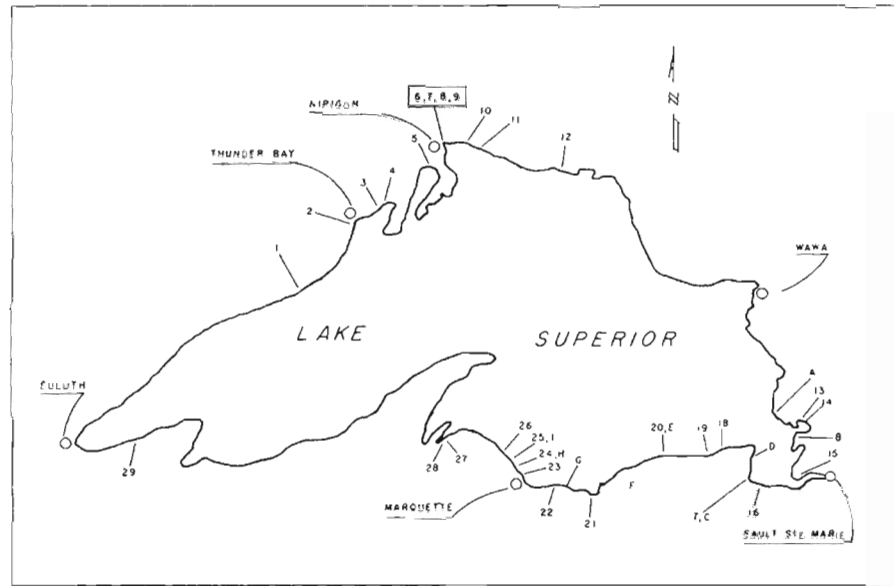 NIPIGON
6,7,8,9
10
11
12
5
THUNDER BAY
3
4
2
N
1
WAWA
LAKE SUPERIOR
A
13
14
B
DULUTH
26
25,I
24,H
23
20,E
19
18
D
15
29
28
27
G
F
MARQUETTE
22
21
7,C
16
SAULT STE MARIE